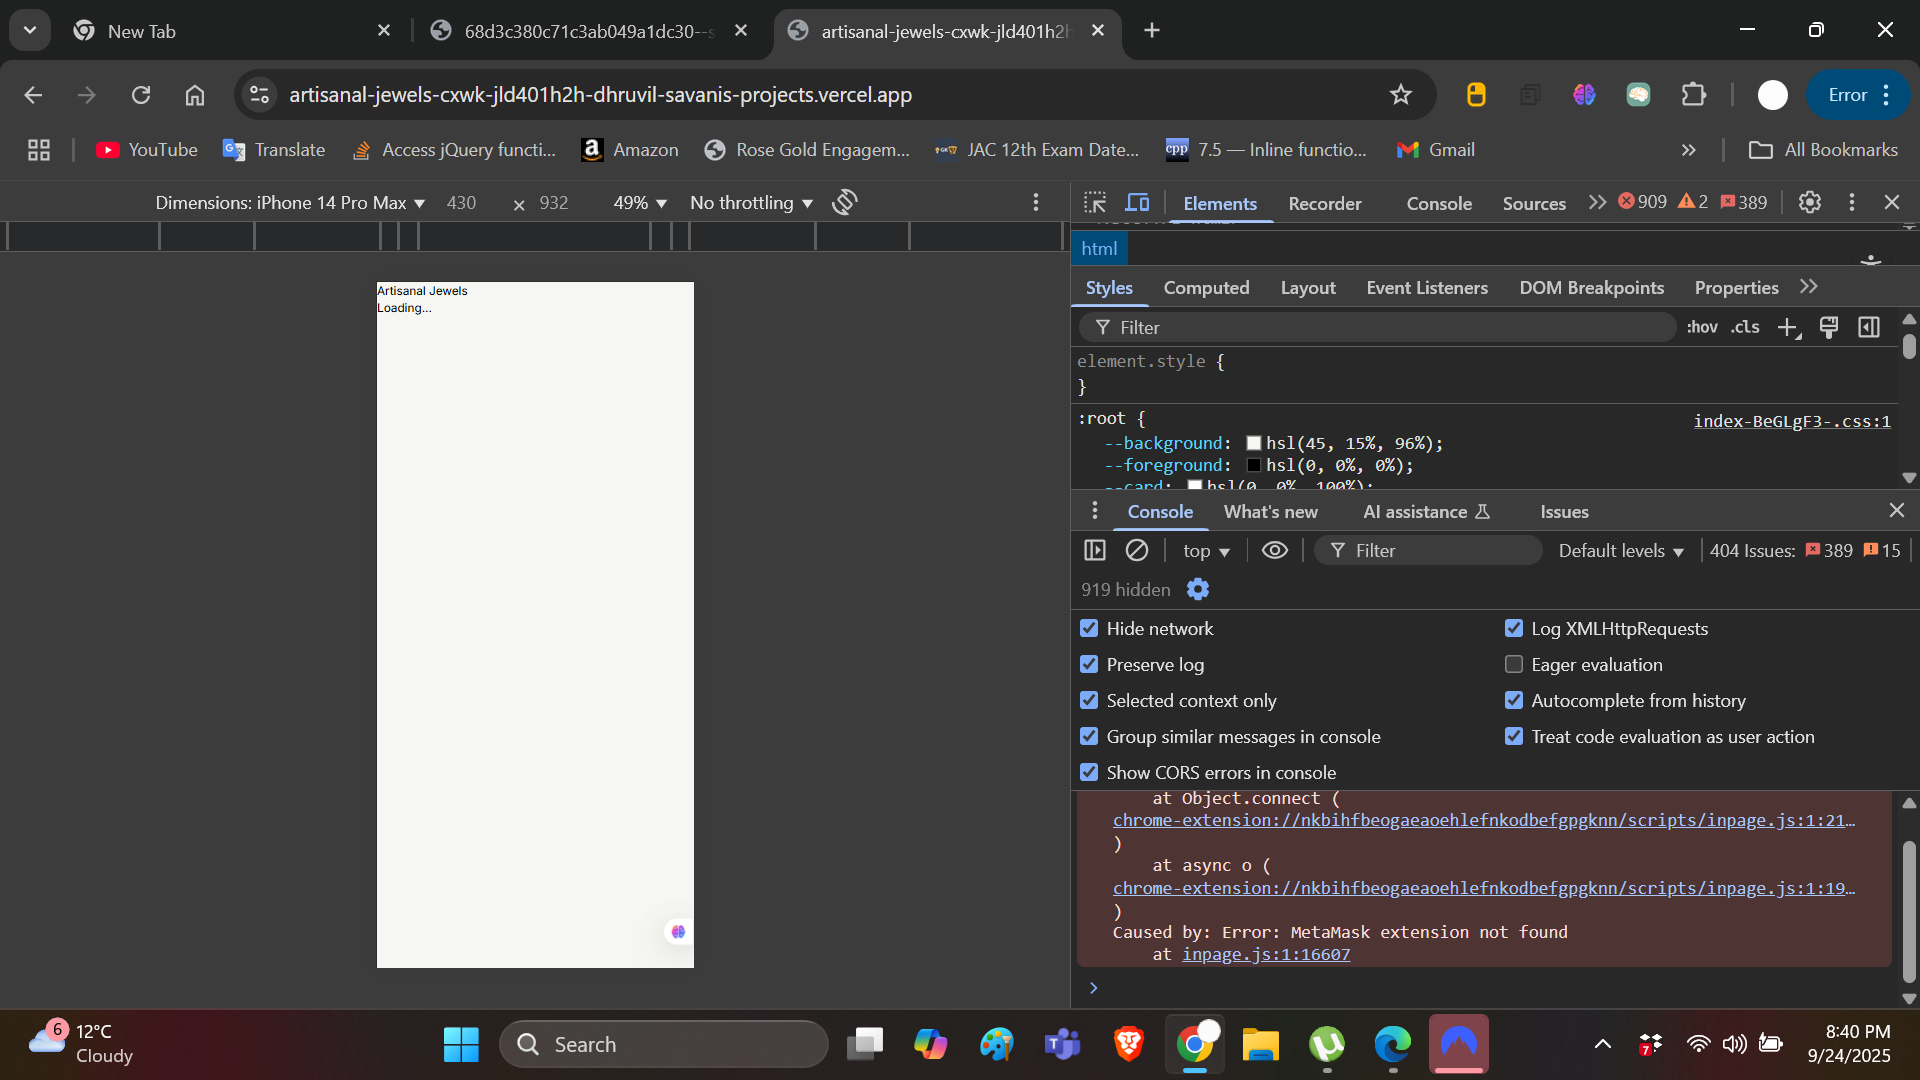 New Tab
68d3c380c71c3ab049a1dc30--s
artisanal-jewels-cxwk-jld401h2h
artisanal-jewels-cxwk-jld401h2h-dhruvil-savanis-projects.vercel.app
Error
YouTube
Translate
Access jQuery functi...
Amazon
Rose Gold Engagem...
JAC 12th Exam Date...
cpp
7.5 — Inline functio...
Gmail
All Bookmarks
Dimensions: iPhone 14 Pro Max
430
×
932
49%
No throttling
Elements
Recorder
Console
Sources
909
2
389
html
Styles
Computed
Layout
Event Listeners
DOM Breakpoints
Properties
Filter
:hov
.cls
element.style {
}
:root {
index-BeGLgF3-.css:1
--background: hsl(45, 15%, 96%);
--foreground: hsl(0, 0%, 0%);
--card: hsl(0, 0%, 100%);
Artisanal Jewels
Loading...
Console
What's new
AI assistance
Issues
top
Filter
Default levels
404 Issues:
389
15
919 hidden
Hide network
Log XMLHttpRequests
Preserve log
Eager evaluation
Selected context only
Autocomplete from history
Group similar messages in console
Treat code evaluation as user action
Show CORS errors in console
at Object.connect (
chrome-extension://nkbihfbeogaeaoehlefnkodbefgpgknn/scripts/inpage.js:1:21…
)
at async o (
chrome-extension://nkbihfbeogaeaoehlefnkodbefgpgknn/scripts/inpage.js:1:19…
)
Caused by: Error: MetaMask extension not found
at inpage.js:1:16607
6
12°C
Cloudy
Search
7
8:40 PM
9/24/2025